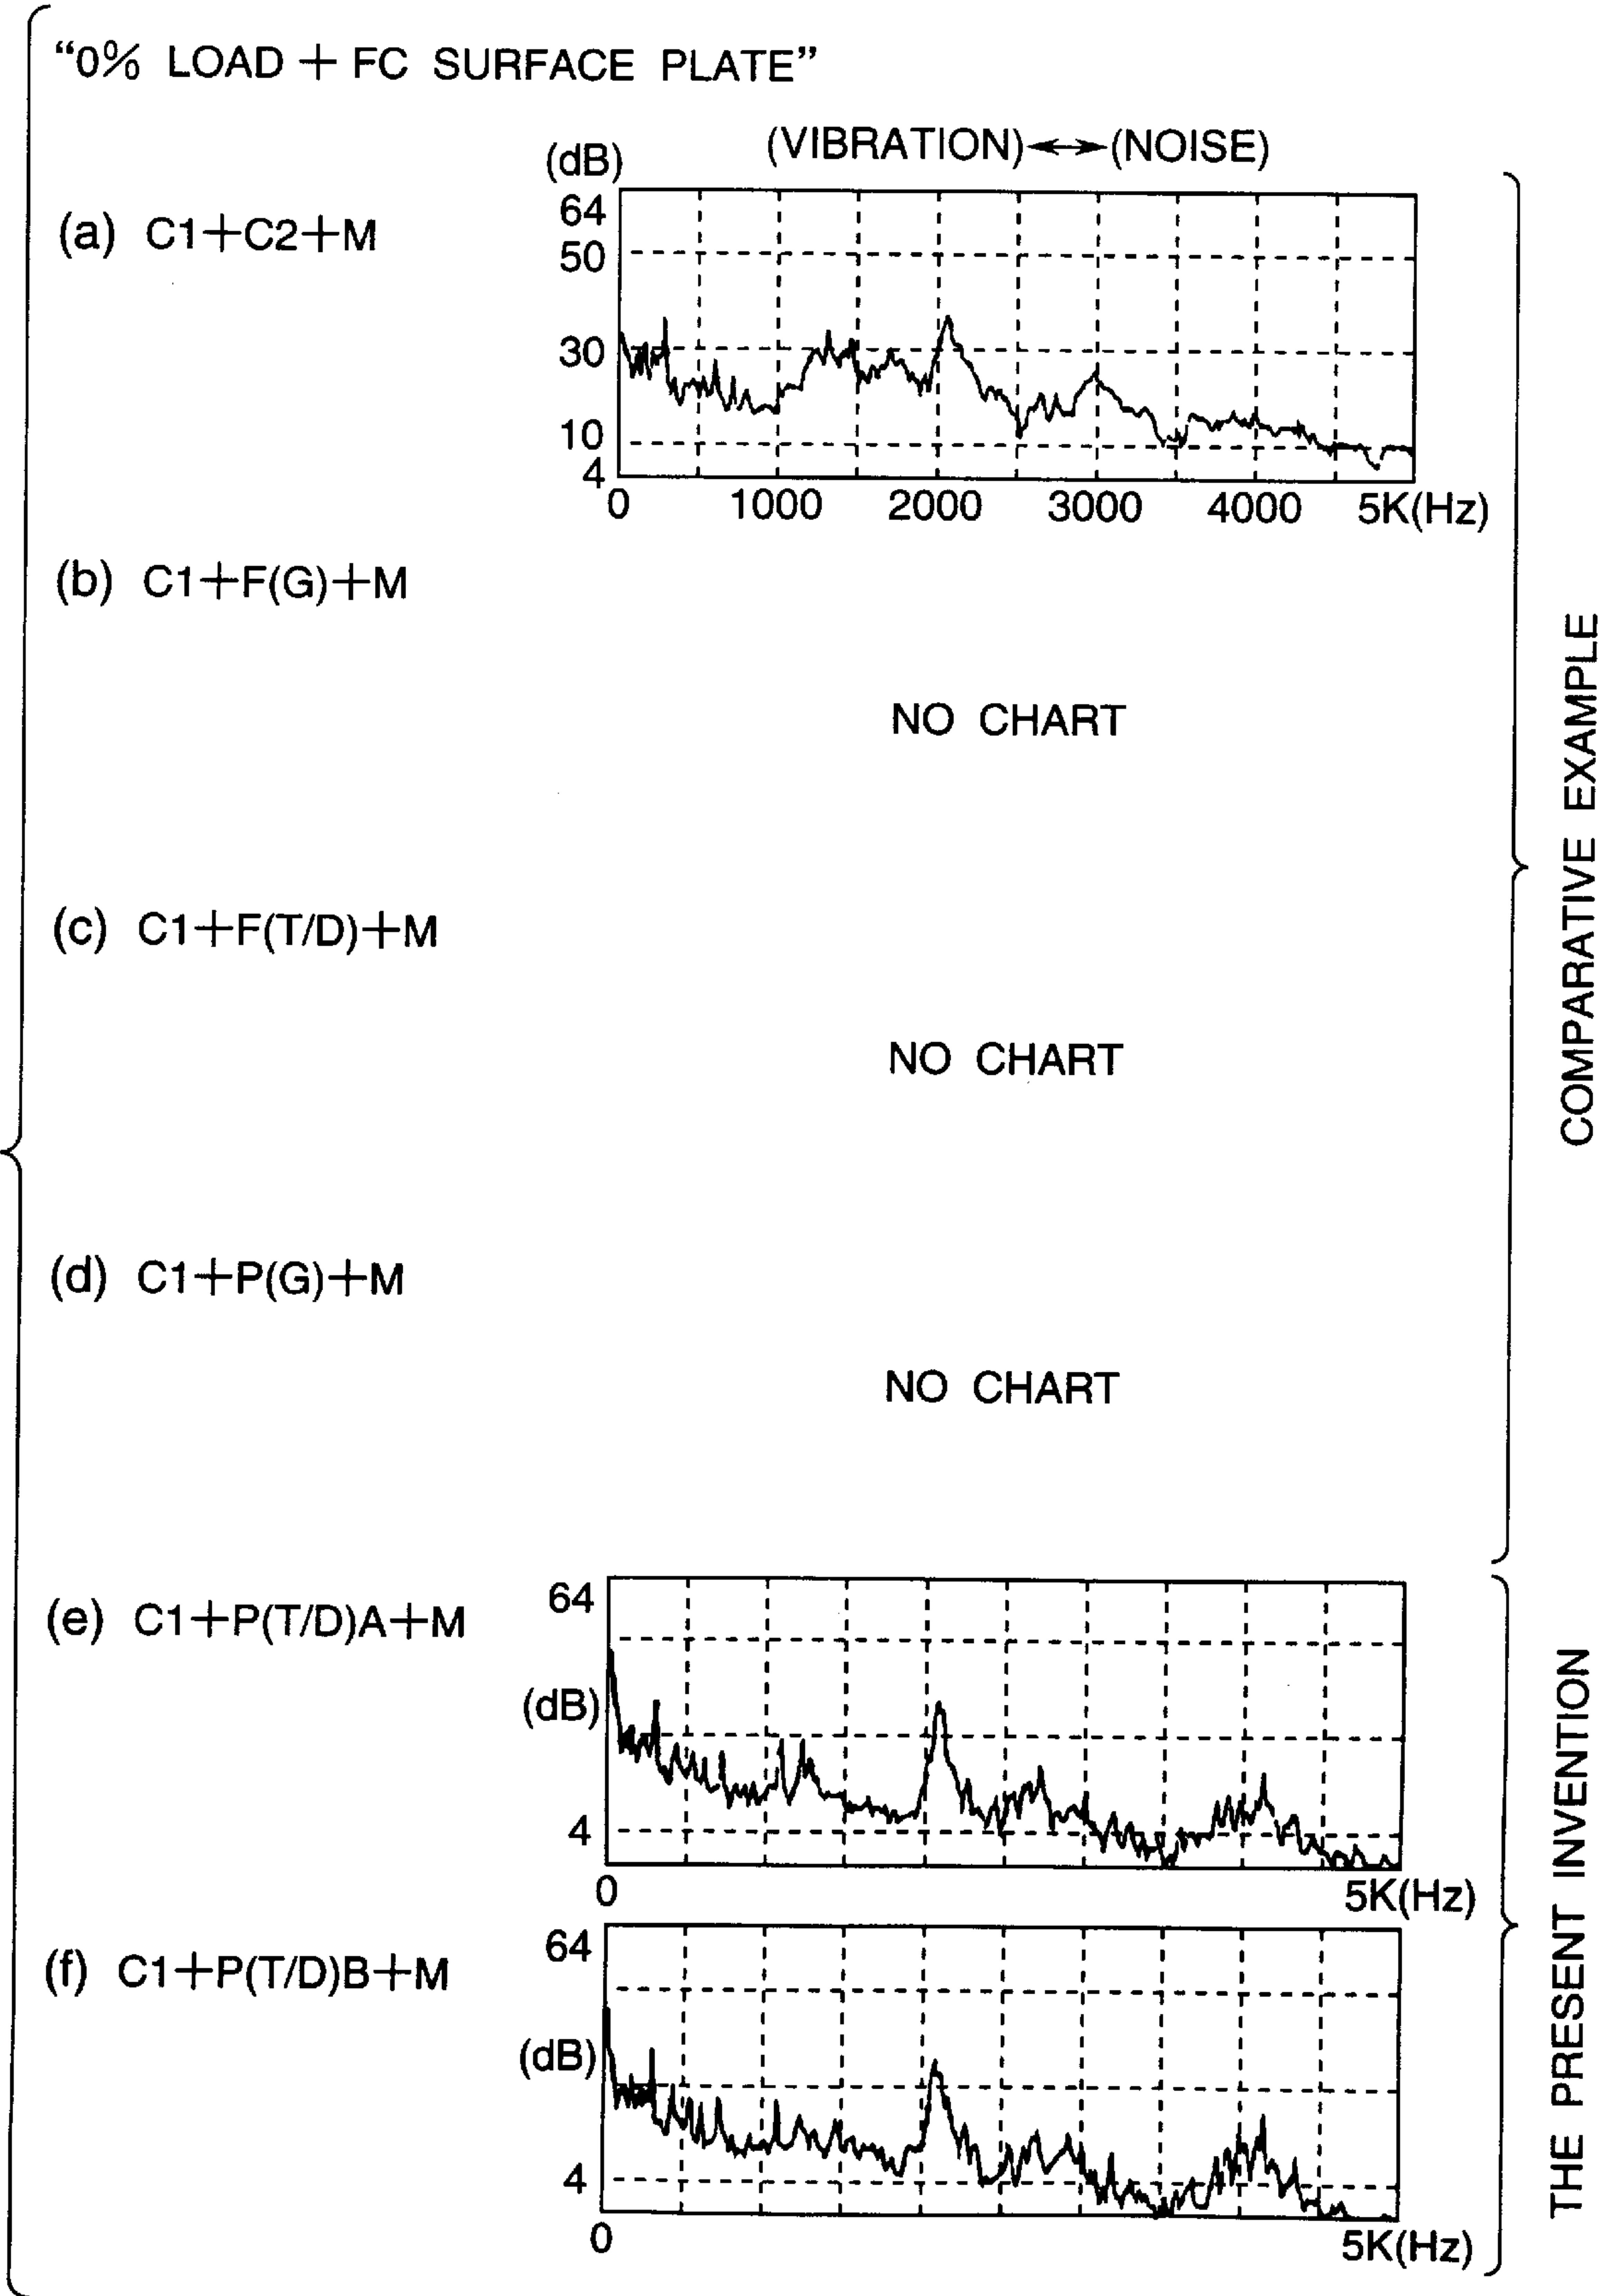 “0% LOAD + FC SURFACE PLATE”
(VIBRATION)↔(NOISE)
(dB)
(a) C1+C2+M
64
50
30
10
4
0 1000 2000 3000 4000 5K(Hz)
(b) C1+F(G)+M
NO CHART
(c) C1+F(T/D)+M
NO CHART
(d) C1+P(G)+M
NO CHART
COMPARATIVE EXAMPLE
(e) C1+P(T/D)A+M
64
(dB)
4
0 5K(Hz)
(f) C1+P(T/D)B+M
64
(dB)
4
0 5K(Hz)
THE PRESENT INVENTION